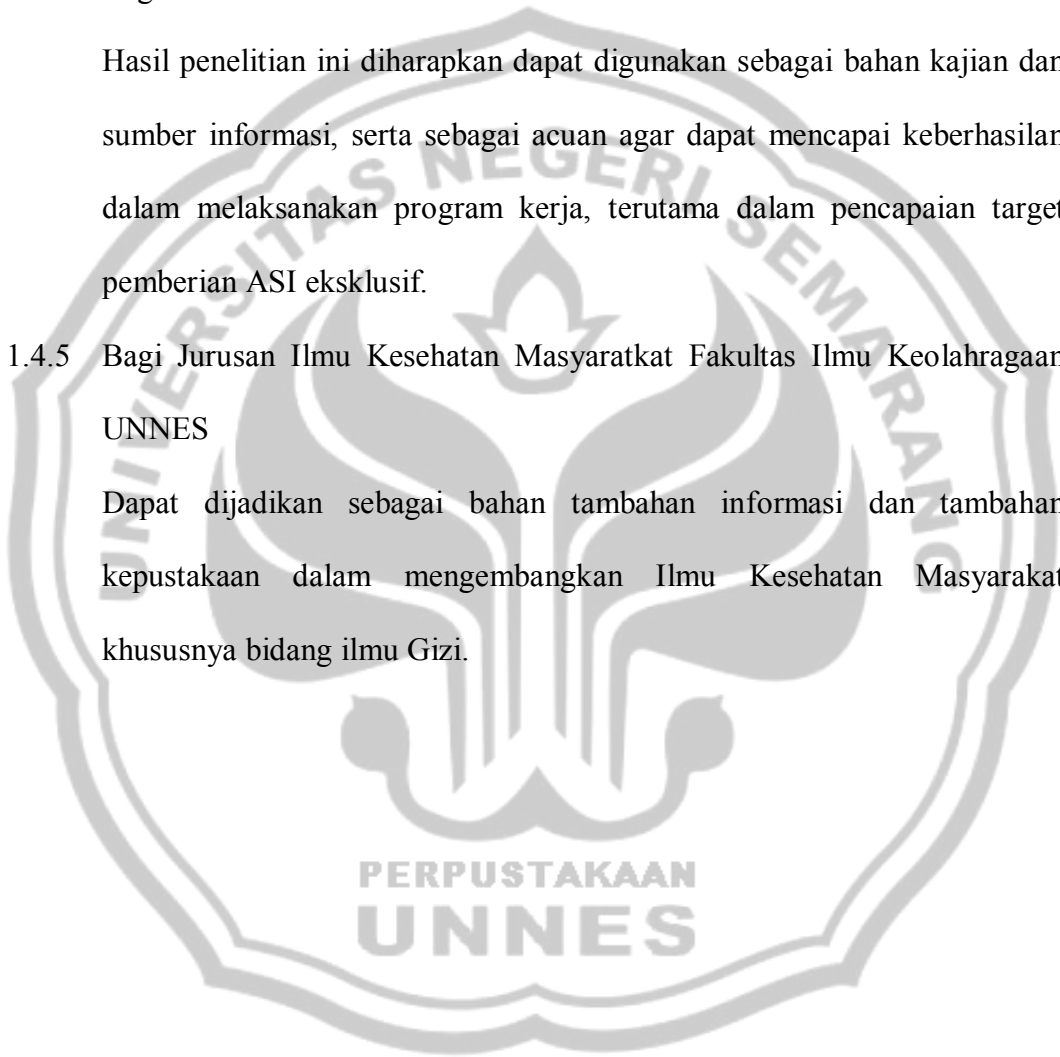 Hasil penelitian ini diharapkan dapat digunakan sebagai bahan kajian dan
sumber informasi, serta sebagai acuan agar dapat mencapai keberhasilan
dalam melaksanakan program kerja, terutama dalam pencapaian target
pemberian ASI eksklusif.
1.4.5 Bagi Jurusan Ilmu Kesehatan Masyaratkat Fakultas Ilmu Keolahragaan
UNNES
Dapat dijadikan sebagai bahan tambahan informasi dan tambahan
kepustakaan dalam mengembangkan Ilmu Kesehatan Masyarakat
khususnya bidang ilmu Gizi.
UNIVERSITAS NEGERI SEMARANG
PERPUSTAKAAN
UNNES